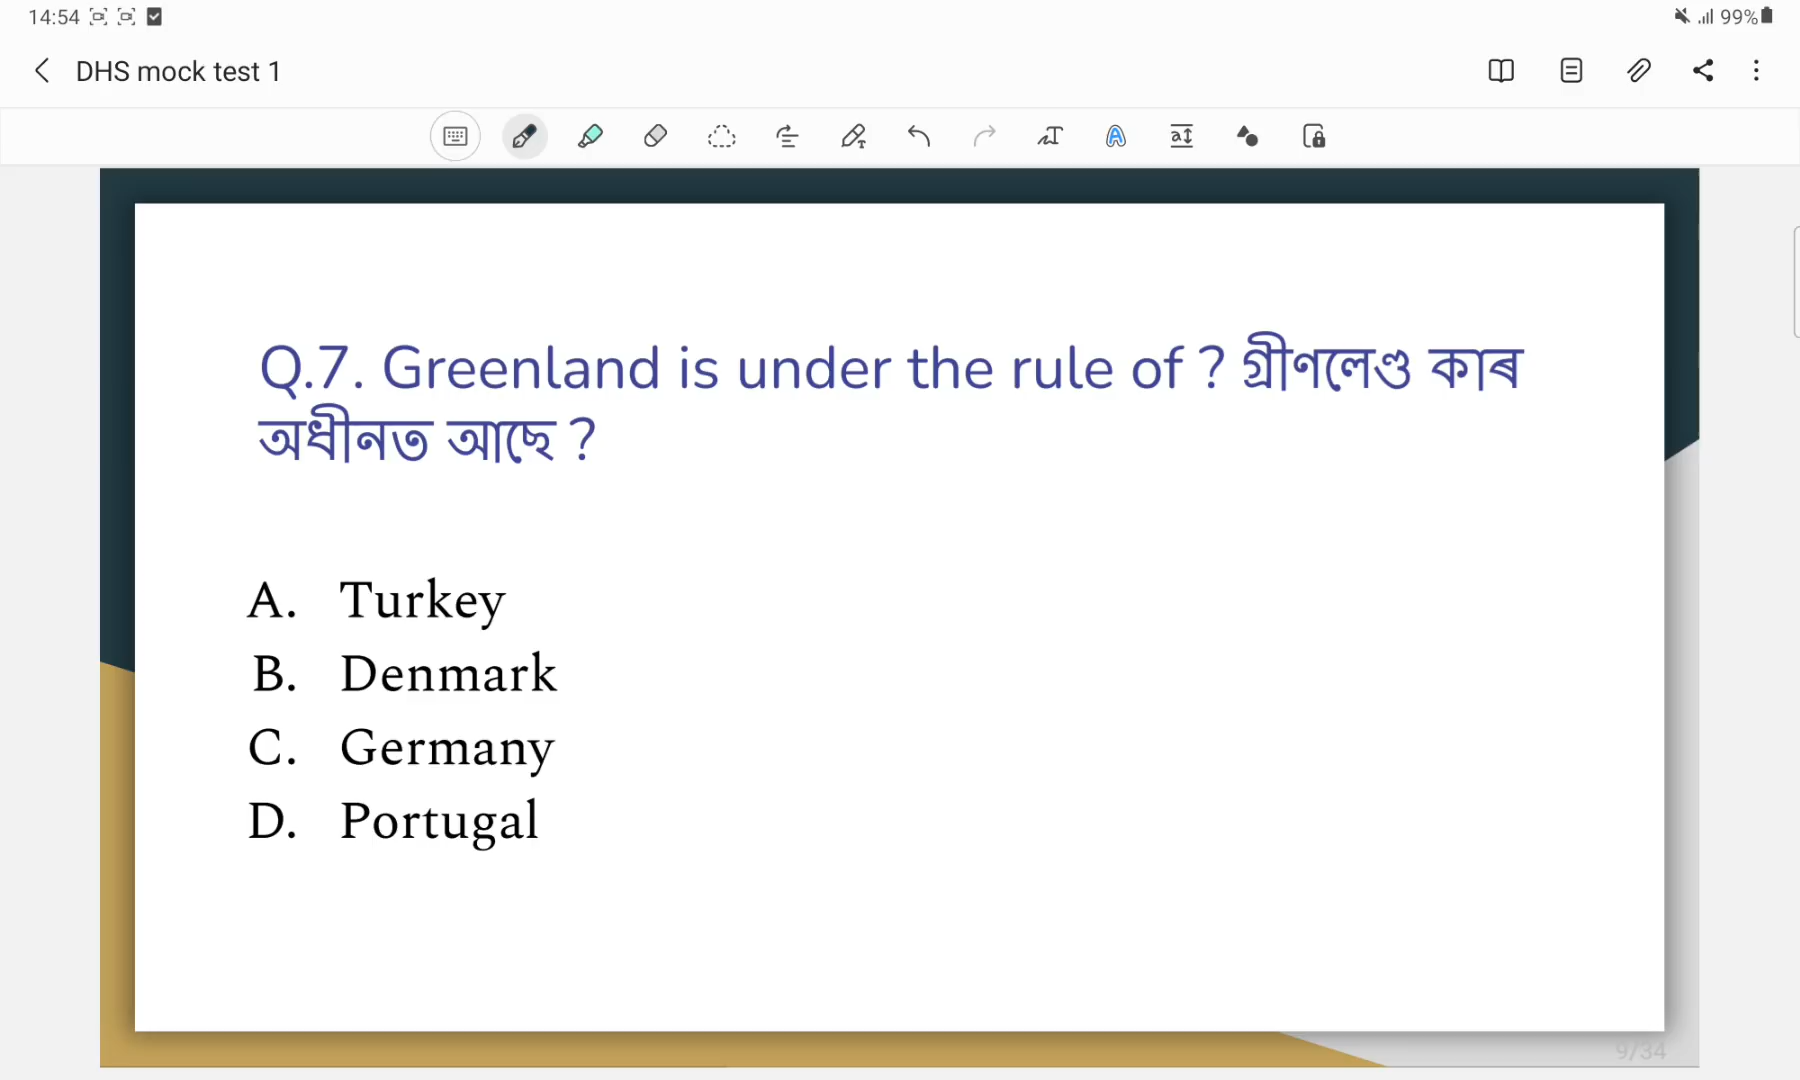 14:54
99%
DHS mock test 1
Q.7. Greenland is under the rule of ? গ্ৰীণলেণ্ড কাৰ
অধীনত আছে ?
A. Turkey
B. Denmark
C. Germany
D. Portugal
9/34